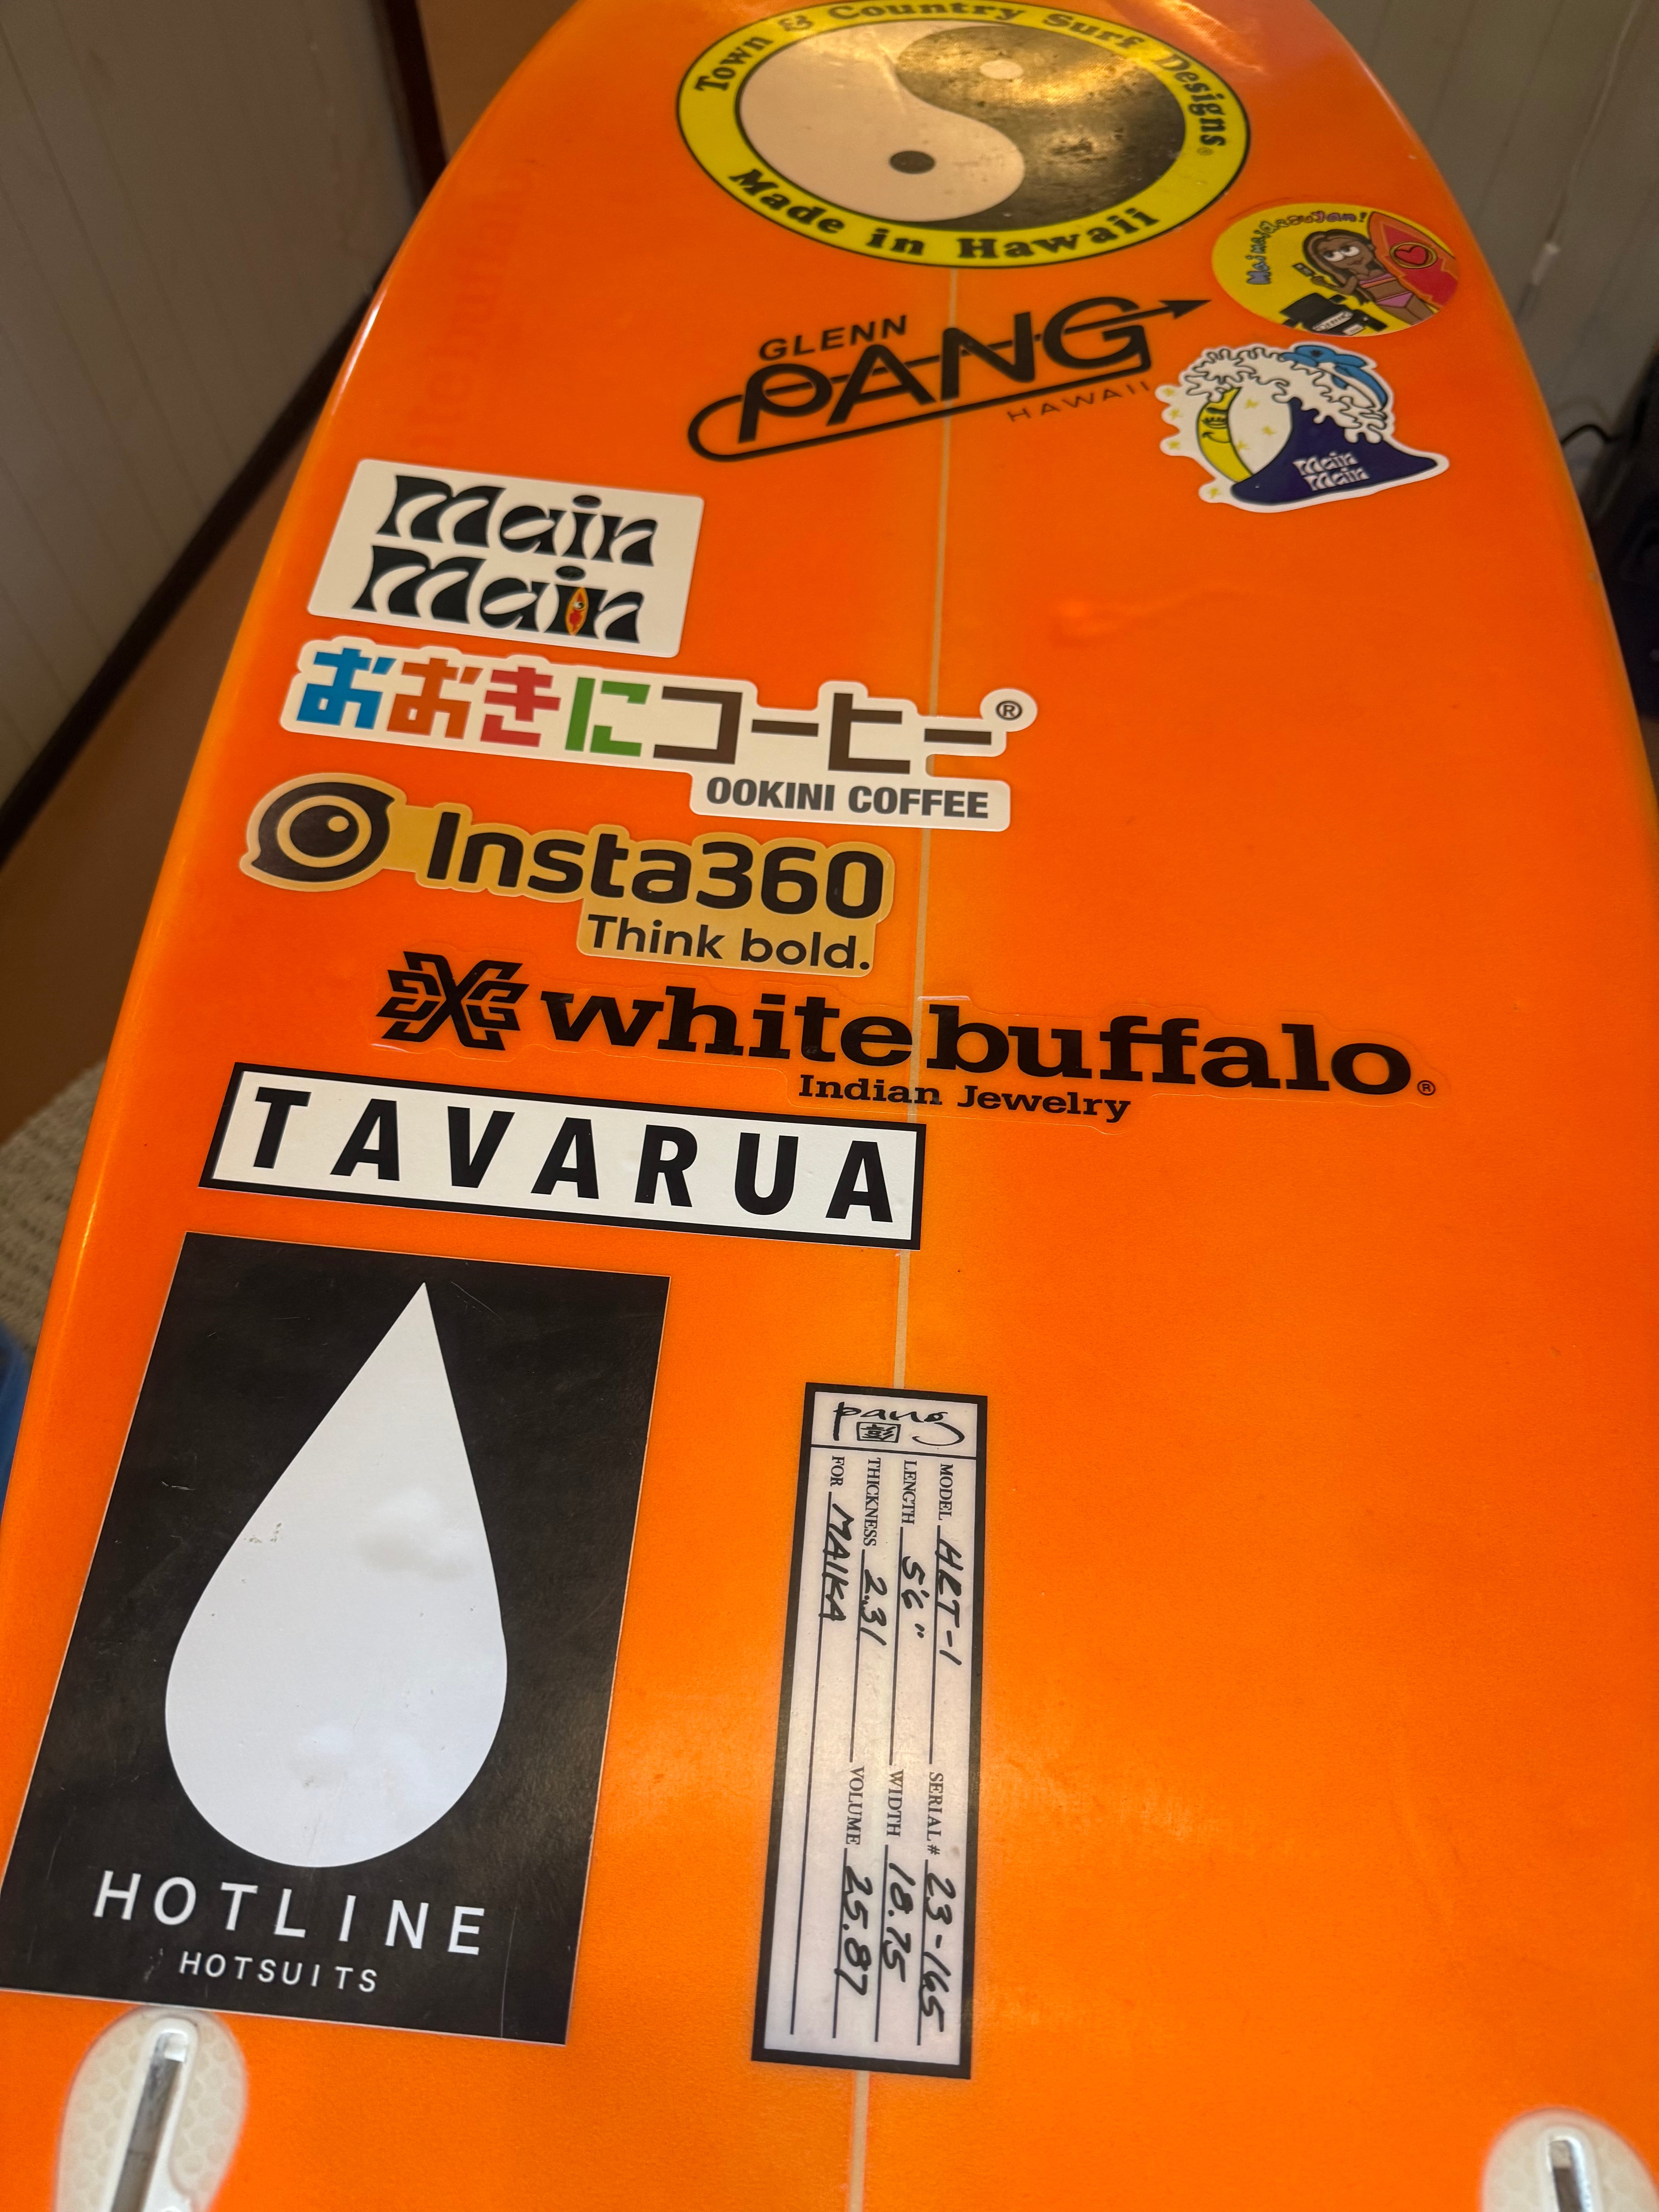 Town & Country Surf Designs®
Made in Hawaii
GLENN
PANG
HAWAII
Main
Main
Main
Main
おおきにコーヒー®
OOKINI COFFEE
Insta360
Think bold.
white buffalo®
Indian Jewelry
TAVARUA
HOTLINE
HOTSUITS
pang
彭
MODEL HRT-1 SERIAL # 23-165
LENGTH 5'6" WIDTH 18.75
THICKNESS 2.31 VOLUME 25.87
FOR MAIKA